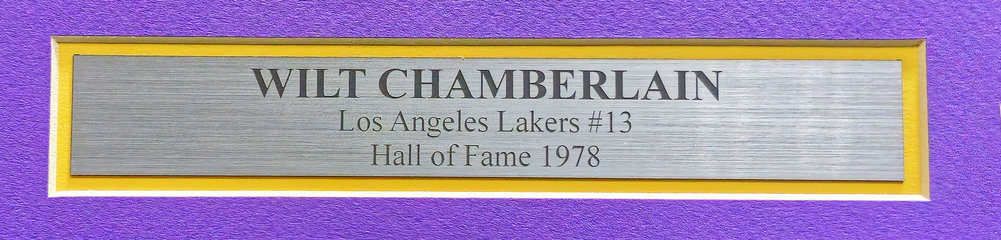 WILT CHAMBERLAIN
Los Angeles Lakers #13
Hall of Fame 1978